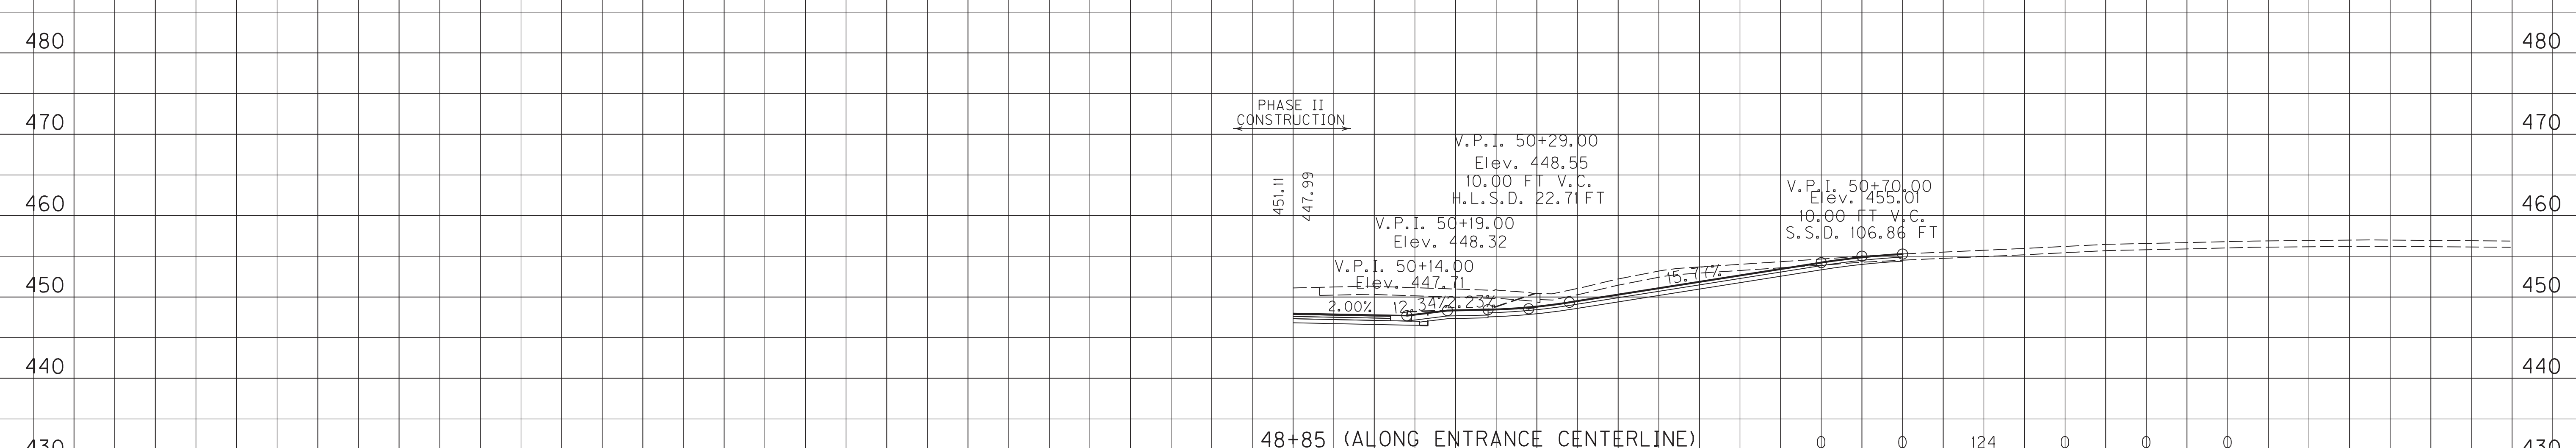 480
480
470
PHASE II
CONSTRUCTION
470
V.P.I. 50+29.00
Elev. 448.55
10.00 FT V.C.
H.L.S.D. 22.71 FT
460
451.11
447.99
V.P.I. 50+70.00
Elev. 455.01
10.00 FT V.C.
S.S.D. 106.86 FT
460
V.P.I. 50+19.00
Elev. 448.32
V.P.I. 50+14.00
Elev. 447.71
450
2.00%
12.34%
2.23%
15.77%
450
440
440
430
48+85 (ALONG ENTRANCE CENTERLINE)
0 0 124 0 0 0
430